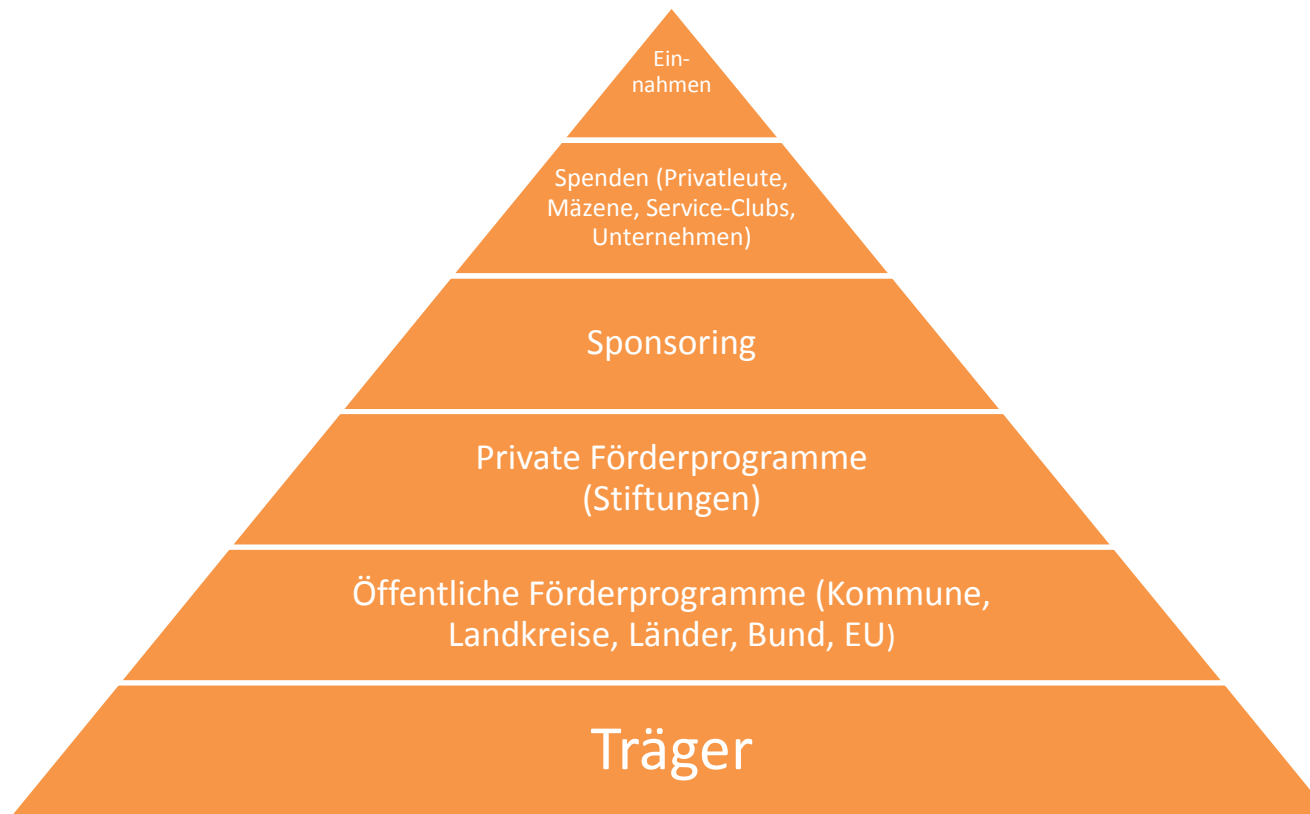 Ein-
nahmen
Spenden (Privatleute,
Mäzene, Service-Clubs,
Unternehmen)
Sponsoring
Private Förderprogramme
(Stiftungen)
Öffentliche Förderprogramme (Kommune,
Landkreise, Länder, Bund, EU)
Träger